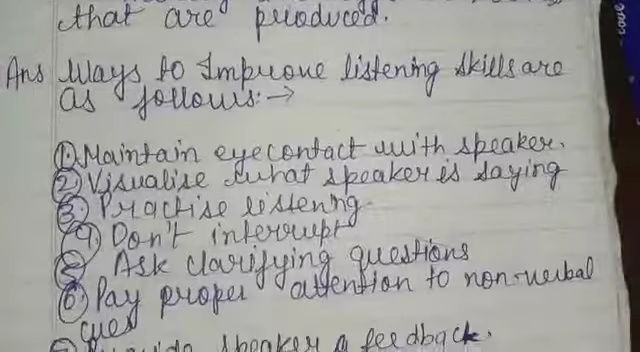 that are produced.
Ans Ways to Improve listening skills are
as follows:→
① Maintain eyecontact with speaker.
② Visualise what speaker is saying
③ Practise listening
④ Don't interrupt
⑤ Ask clarifying questions
⑥ Pay proper attention to non-verbal
cues
speaker a feedback.